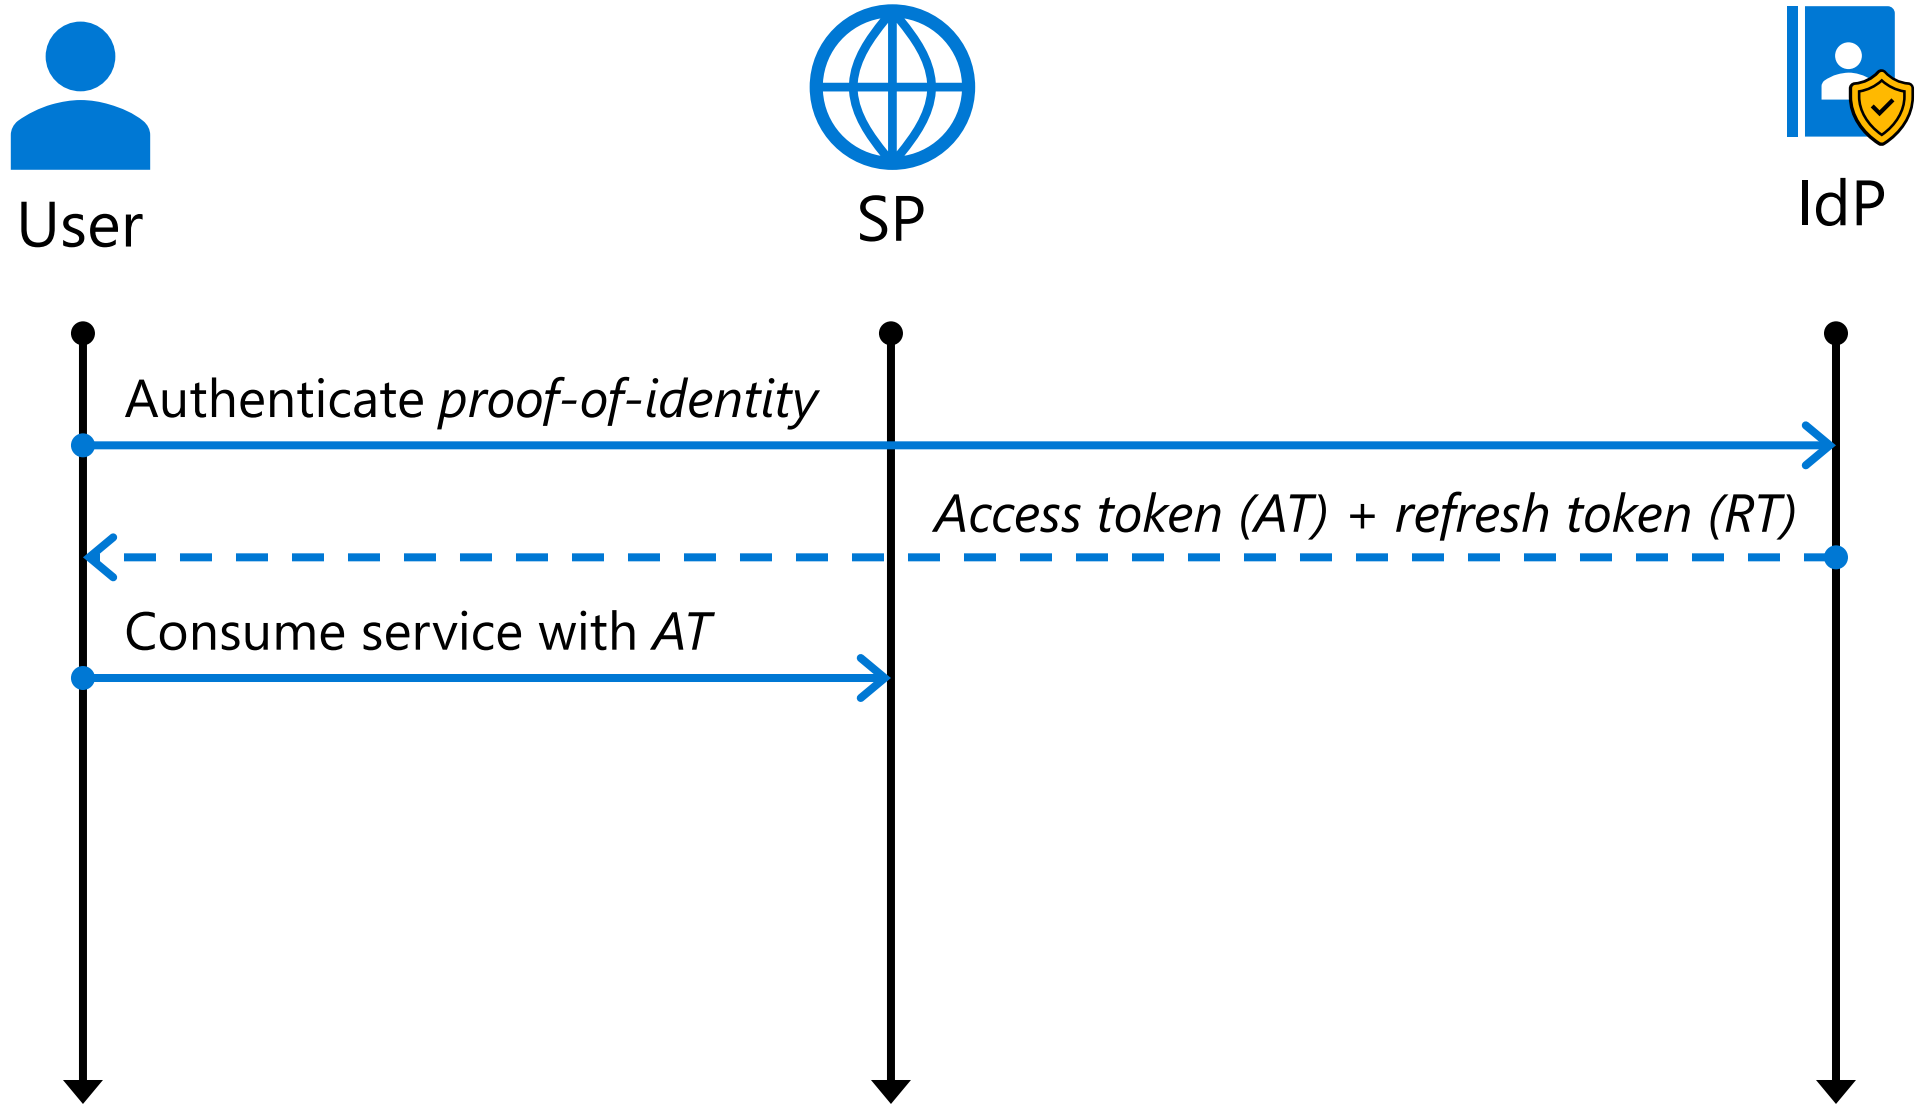 User
SP
IdP
Authenticate proof-of-identity
Access token (AT) + refresh token (RT)
Consume service with AT